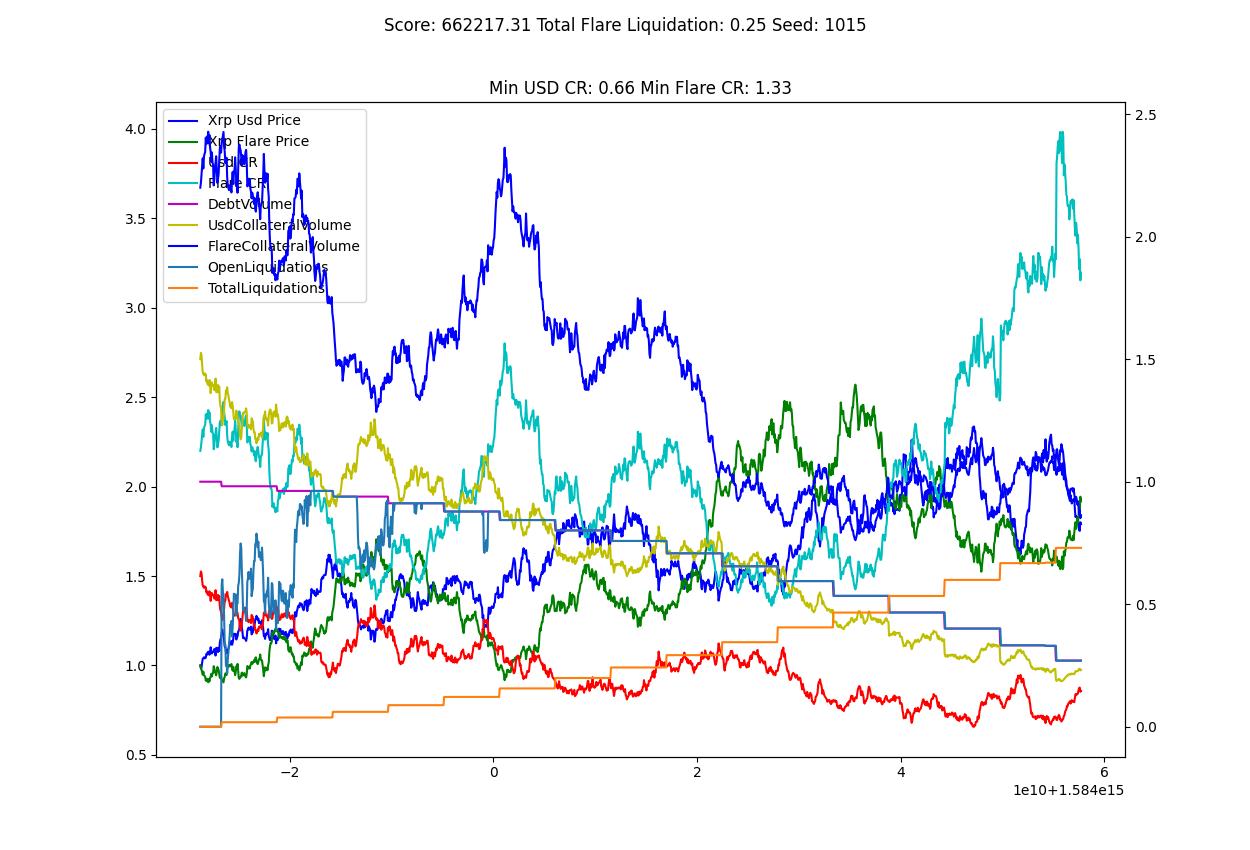 Score: 662217.31 Total Flare Liquidation: 0.25 Seed: 1015
Min USD CR: 0.66 Min Flare CR: 1.33
Xrp Usd Price
Xrp Flare Price
Usd CR
Flare CR
DebtVolume
UsdCollateralVolume
FlareCollateralVolume
OpenLiquidations
TotalLiquidations
4.0
3.5
3.0
2.5
2.0
1.5
1.0
0.5
2.5
2.0
1.5
1.0
0.5
0.0
−2
0
2
4
6
1e10+1.584e15